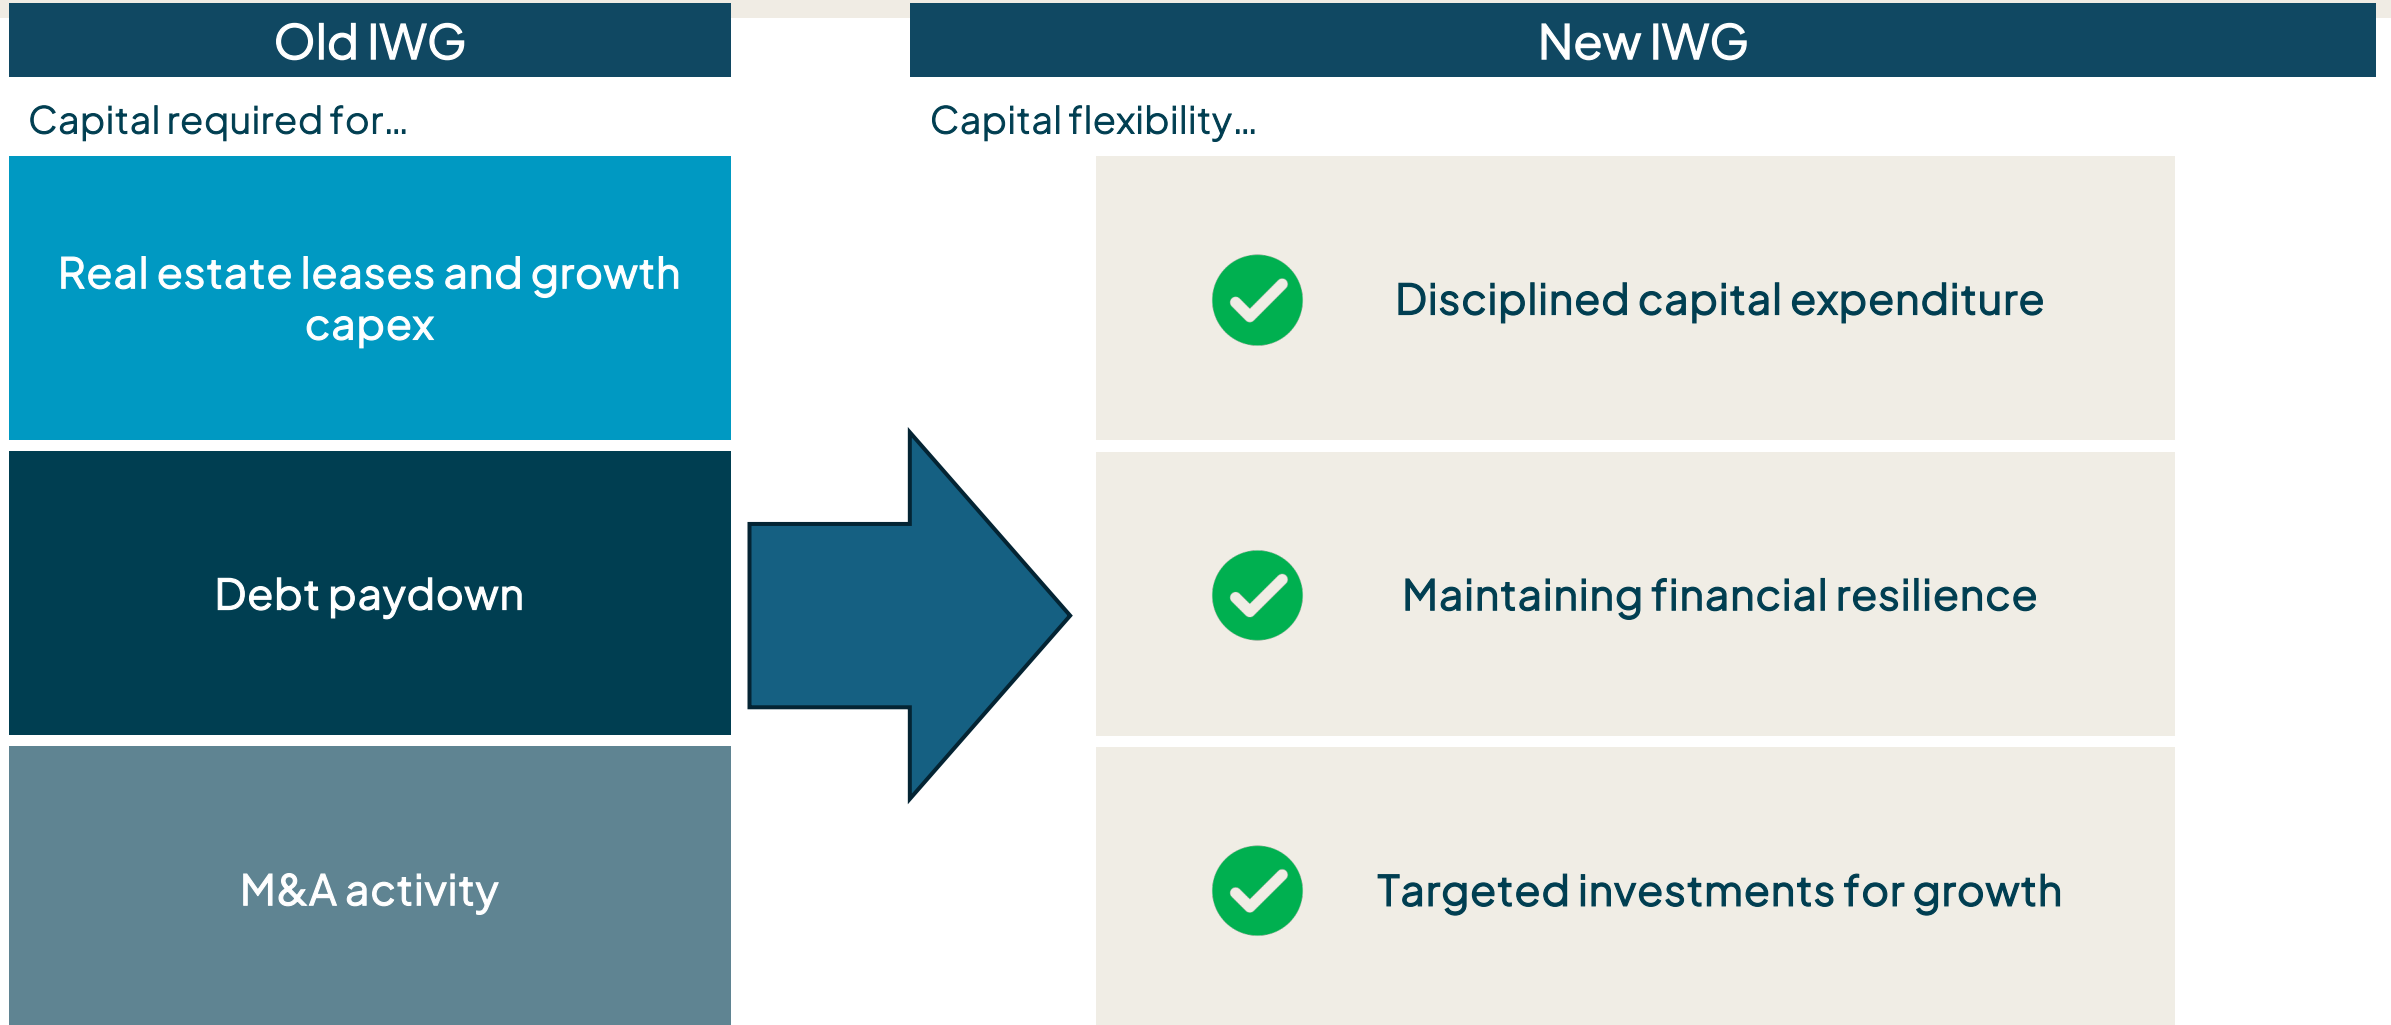 Old IWG
Capital required for...
Real estate leases and growth
capex
Debt paydown
M&A activity
New IWG
Capital flexibility...
Disciplined capital expenditure
Maintaining financial resilience
Targeted investments for growth